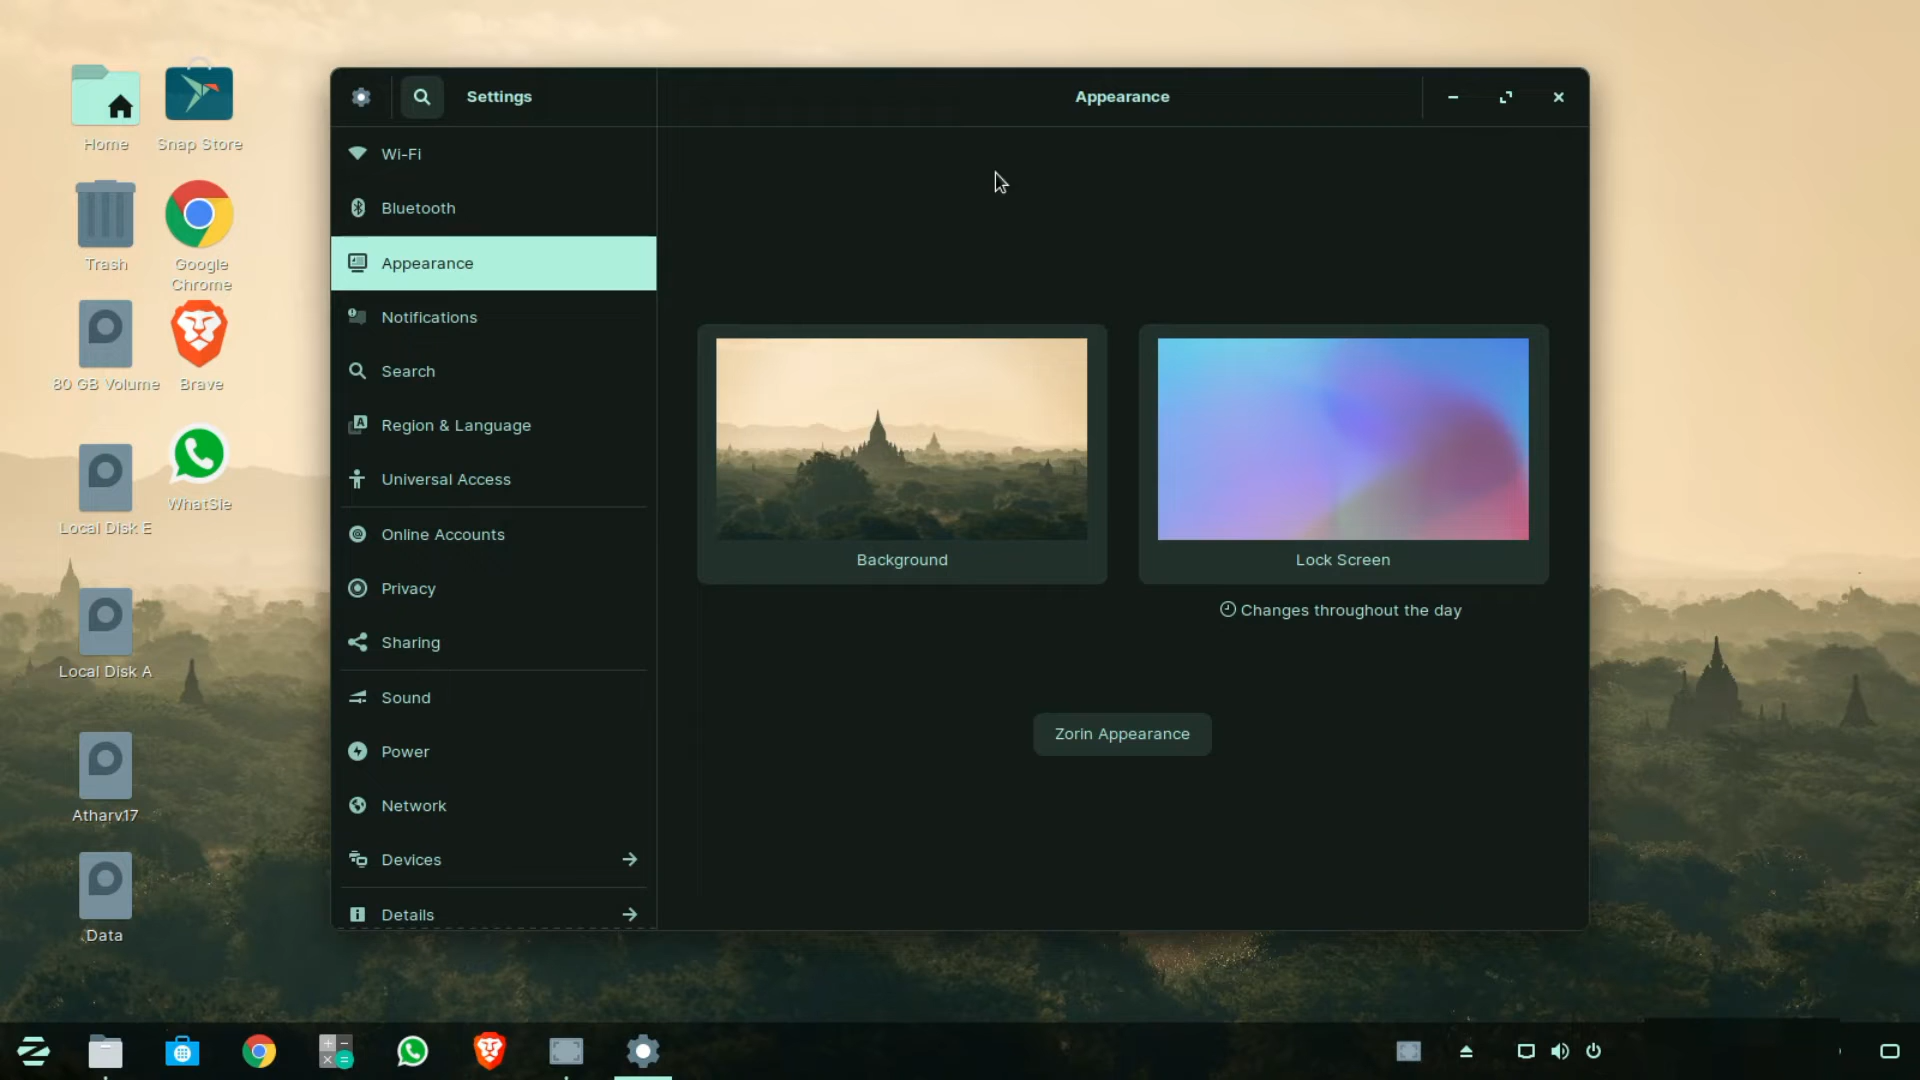 Home
Snap Store
Trash
Google
Chrome
80 GB Volume
Brave
Local Disk E
WhatSie
Local Disk A
Atharv17
Data
Settings
Appearance
Wi-Fi
Bluetooth
Appearance
Notifications
Search
Region & Language
Universal Access
Online Accounts
Privacy
Sharing
Sound
Power
Network
Devices
Details
Background
Lock Screen
Changes throughout the day
Zorin Appearance